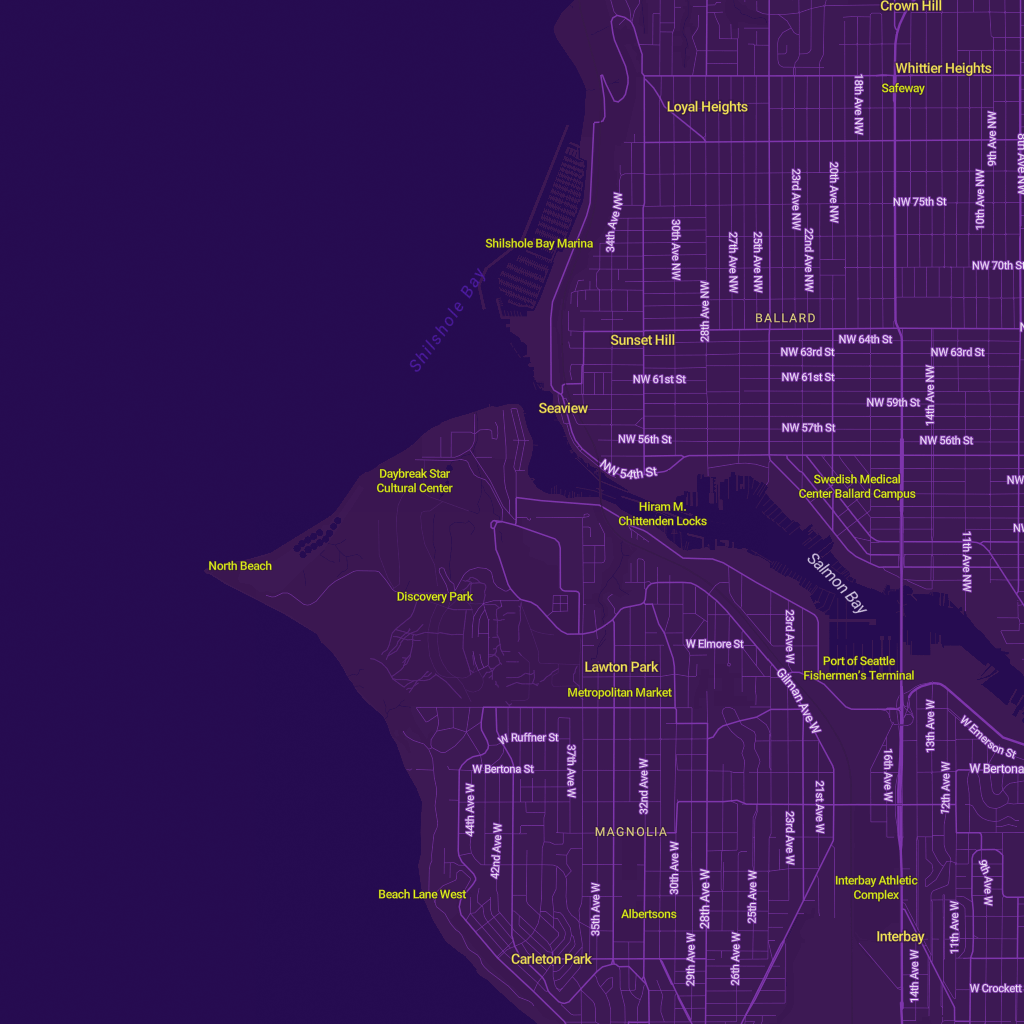 Crown Hill
Whittier Heights
Safeway
Loyal Heights
18th Ave NW
9th Ave NW
8th Ave NW
23rd Ave NW
20th Ave NW
10th Ave NW
NW 75th St
34th Ave NW
30th Ave NW
27th Ave NW
25th Ave NW
22nd Ave NW
Shilshole Bay Marina
NW 70th St
Shilshole Bay
28th Ave NW
BALLARD
Sunset Hill
NW 64th St
NW 63rd St
NW 63rd St
NW 61st St
NW 61st St
14th Ave NW
Seaview
NW 59th St
NW 57th St
NW 56th St
NW 56th St
NW 54th St
Daybreak Star
Cultural Center
Swedish Medical
Center Ballard Campus
NW
Hiram M.
Chittenden Locks
NW
11th Ave NW
North Beach
Salmon Bay
Discovery Park
23rd Ave W
W Elmore St
Lawton Park
Port of Seattle
Fishermen's Terminal
Metropolitan Market
Gilman Ave W
13th Ave W
W Emerson St
W Ruffner St
37th Ave W
16th Ave W
W Bertona St
W Bertona
32nd Ave W
12th Ave W
44th Ave W
21st Ave W
23rd Ave W
MAGNOLIA
42nd Ave W
30th Ave W
28th Ave W
25th Ave W
9th Ave W
Interbay Athletic
Complex
Beach Lane West
35th Ave W
Albertsons
11th Ave W
Interbay
29th Ave W
26th Ave W
Carleton Park
14th Ave W
W Crockett